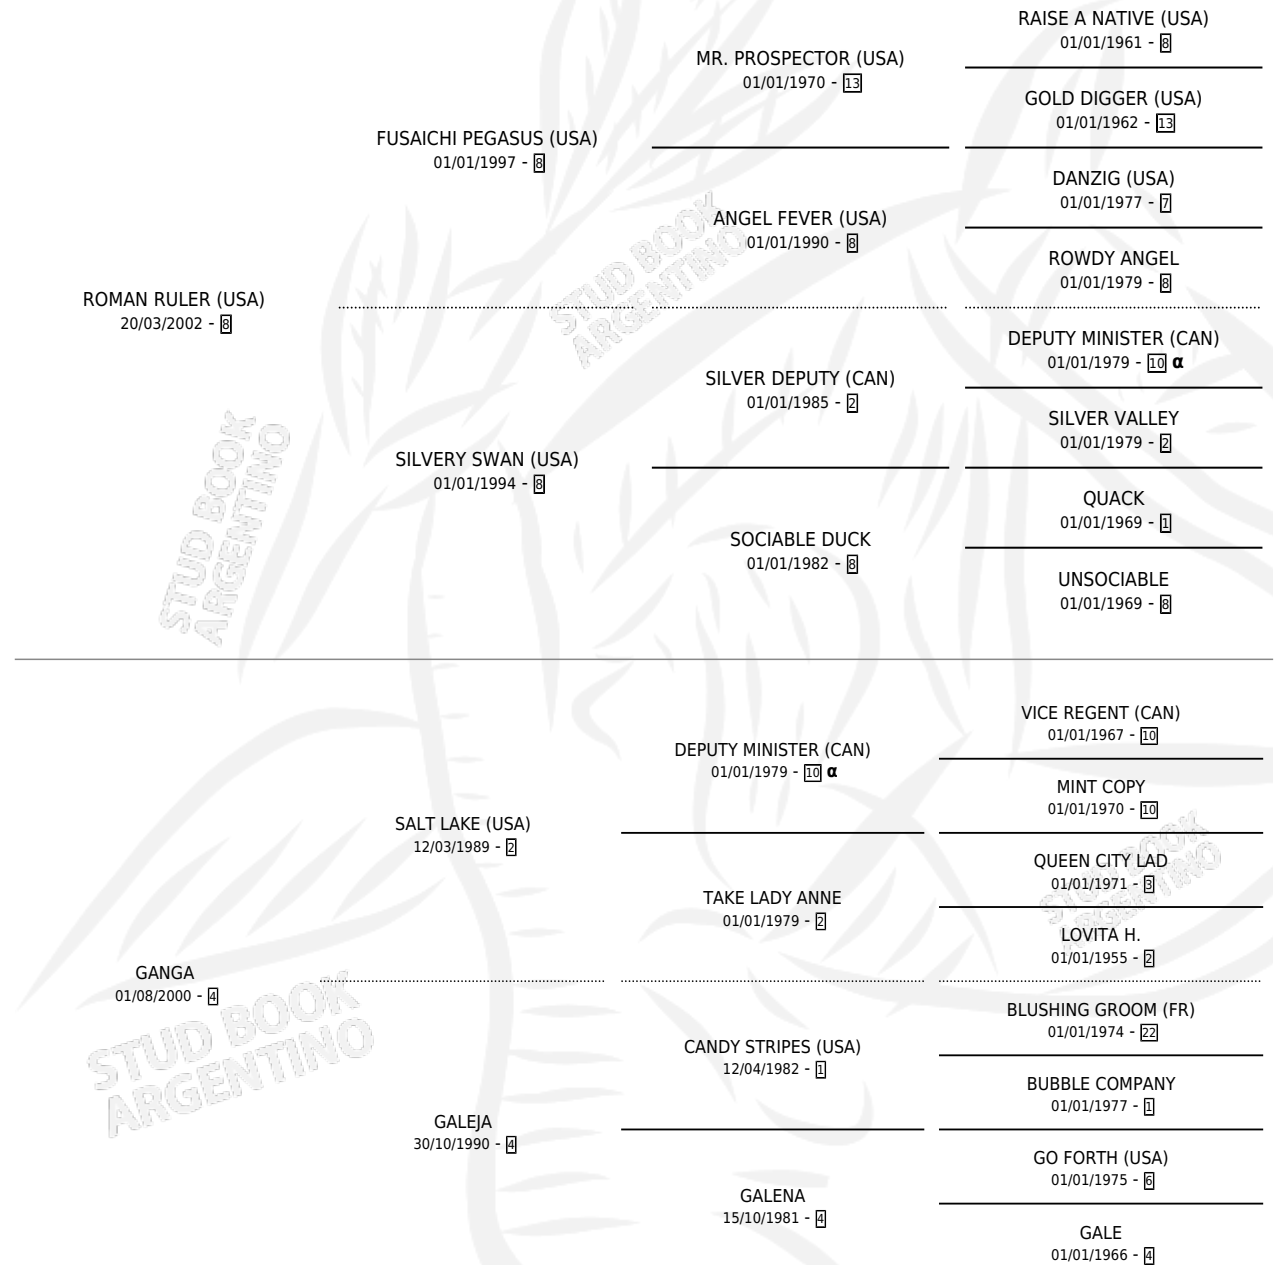 RAISE A NATIVE (USA)
01/01/1961 - 8
MR. PROSPECTOR (USA)
01/01/1970 - 13
GOLD DIGGER (USA)
01/01/1962 - 13
FUSAICHI PEGASUS (USA)
01/01/1997 - 8
DANZIG (USA)
01/01/1977 - 7
ANGEL FEVER (USA)
01/01/1990 - 8
ROWDY ANGEL
01/01/1979 - 8
ROMAN RULER (USA)
20/03/2002 - 8
DEPUTY MINISTER (CAN)
01/01/1979 - 10 α
SILVER DEPUTY (CAN)
01/01/1985 - 2
SILVER VALLEY
01/01/1979 - 2
SILVERY SWAN (USA)
01/01/1994 - 8
QUACK
01/01/1969 - 1
SOCIABLE DUCK
01/01/1982 - 8
UNSOCIABLE
01/01/1969 - 8
VICE REGENT (CAN)
01/01/1967 - 10
DEPUTY MINISTER (CAN)
01/01/1979 - 10 α
MINT COPY
01/01/1970 - 10
SALT LAKE (USA)
12/03/1989 - 2
QUEEN CITY LAD
01/01/1971 - 3
TAKE LADY ANNE
01/01/1979 - 2
LOVITA H.
01/01/1955 - 2
GANGA
01/08/2000 - 4
BLUSHING GROOM (FR)
01/01/1974 - 22
CANDY STRIPES (USA)
12/04/1982 - 1
BUBBLE COMPANY
01/01/1977 - 1
GALEJA
30/10/1990 - 4
GO FORTH (USA)
01/01/1975 - 6
GALENA
15/10/1981 - 4
GALE
01/01/1966 - 4
STUD BOOK
ARGENTINO
STUD BOOK
ARGENTINO
STUD BOOK
ARGENTINO
STUD BOOK
ARGENTINO